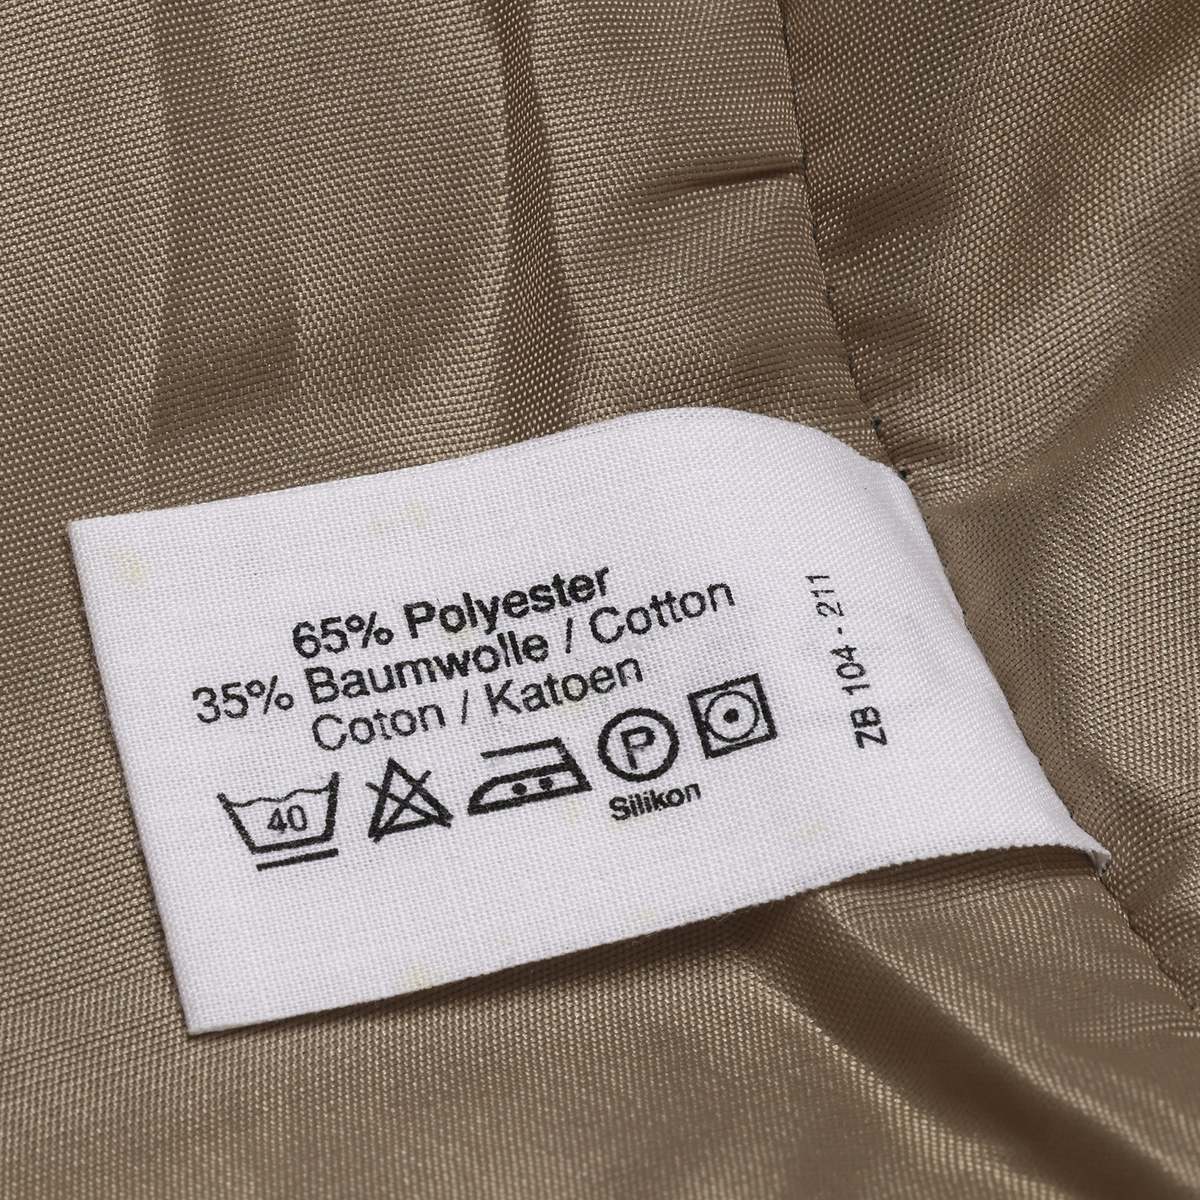 65% Polyester
35% Baumwolle / Cotton
Coton / Katoen
40
P
Silikon
ZB 104 - 211